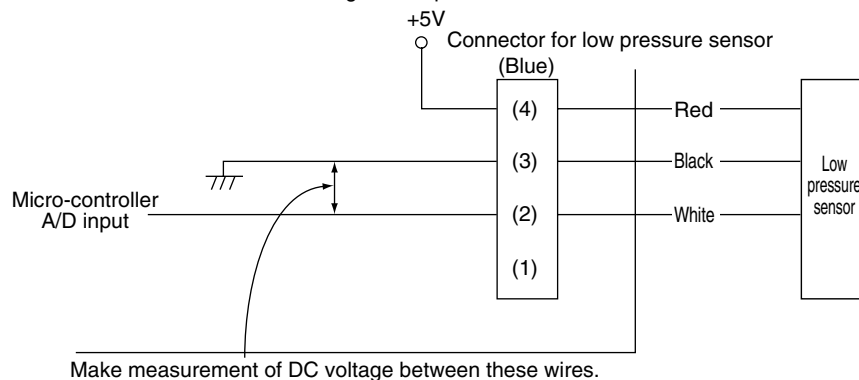 +5V
Connector for low pressure sensor
(Blue)
(4)
Red
(3)
Black
Low
pressure
sensor
Micro-controller
A/D input
(2)
White
(1)
Make measurement of DC voltage between these wires.